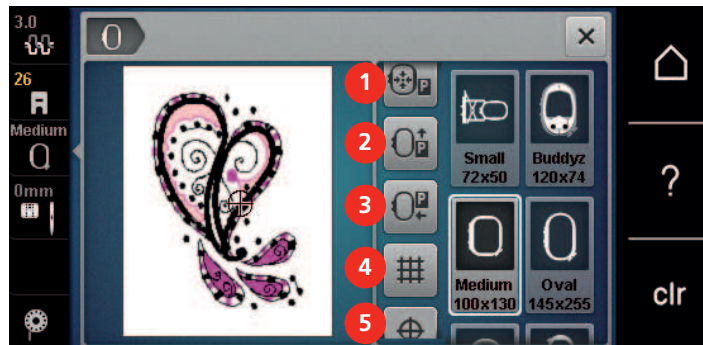 3.0
26
Medium
0mm
1
P
2
P
3
P
4
5
Small
72x50
Buddyz
120x74
Medium
100x130
Oval
145x255
?
clr